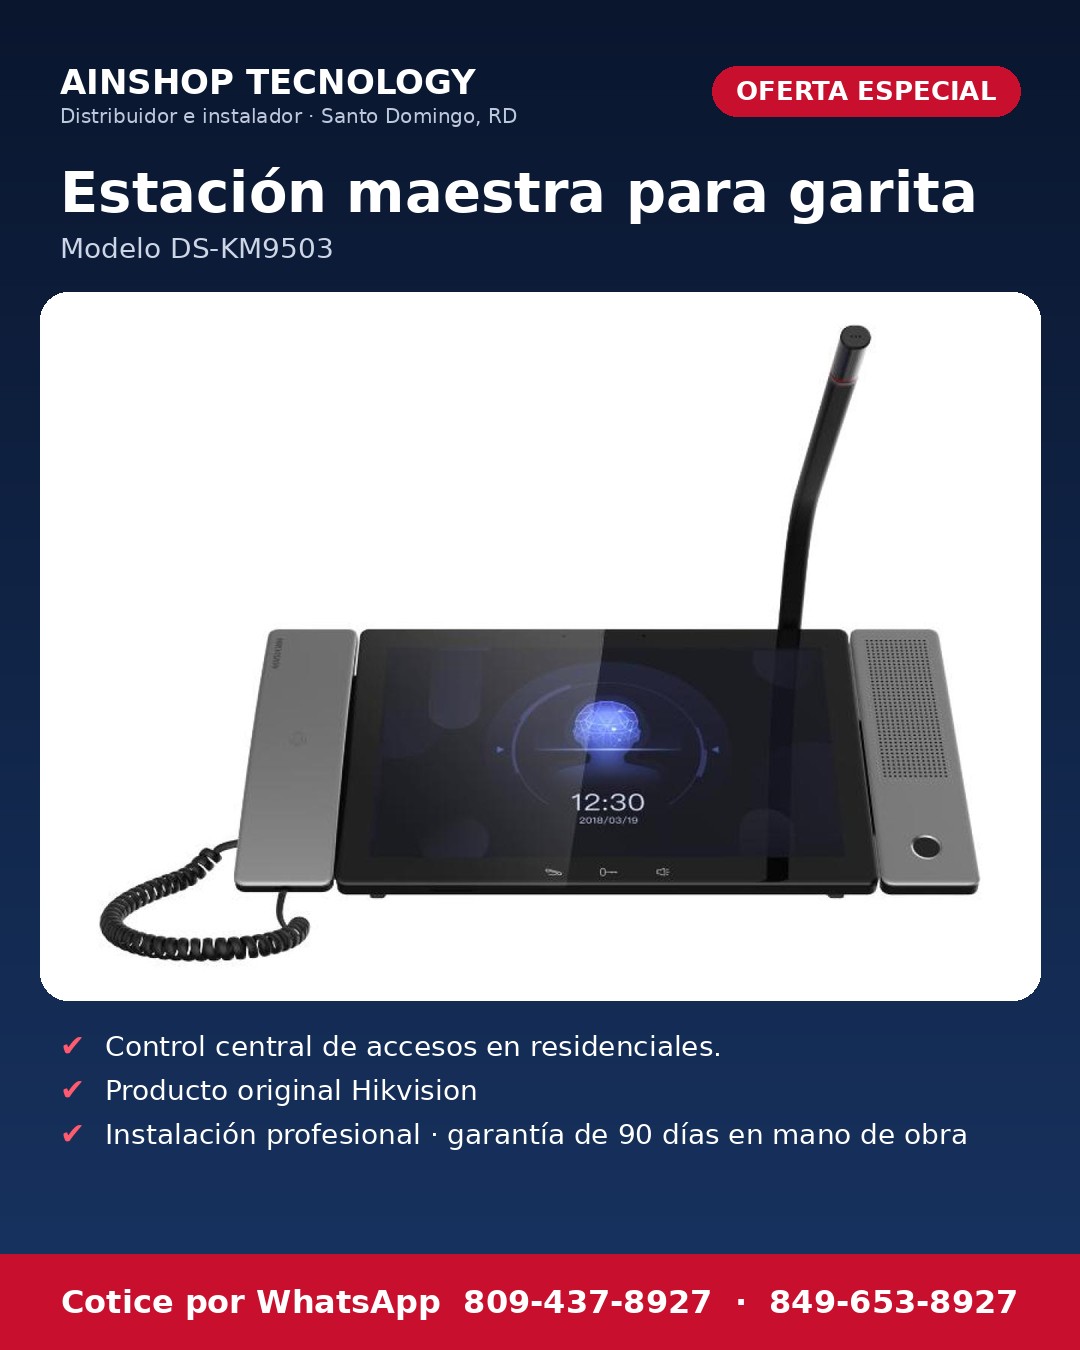 AINSHOP TECNOLOGY
OFERTA ESPECIAL
Distribuidor e instalador · Santo Domingo, RD
Estación maestra para garita
Modelo DS-KM9503
HIKVISION
12:30
2018/03/19
✔ Control central de accesos en residenciales.
✔ Producto original Hikvision
✔ Instalación profesional · garantía de 90 días en mano de obra
Cotice por WhatsApp 809-437-8927 · 849-653-8927